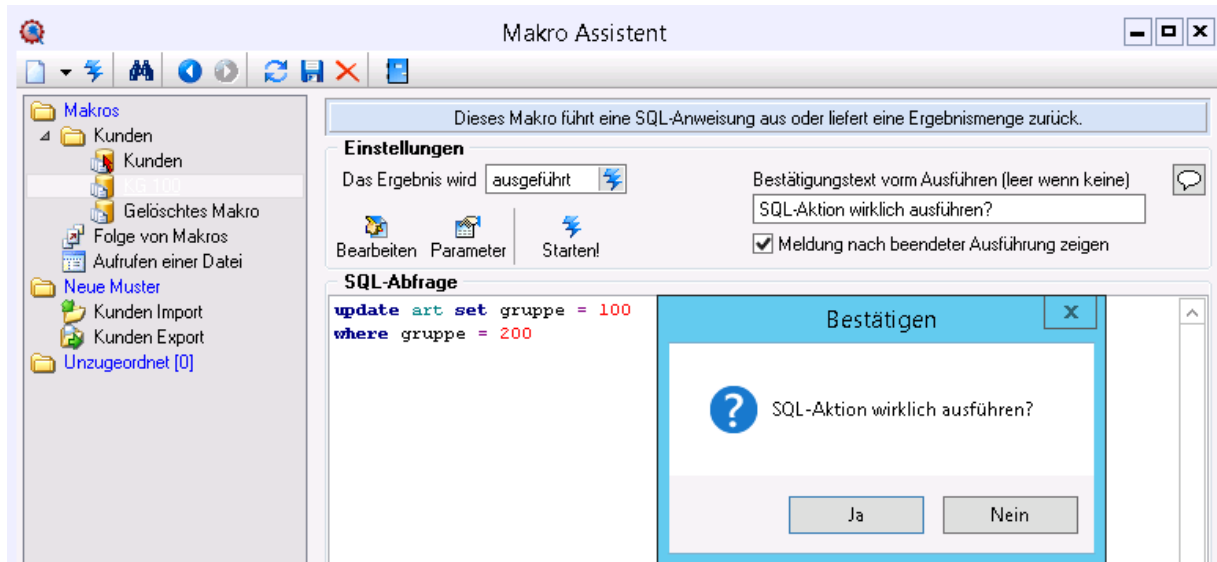 Makro Assistent
Makros
Kunden
Kunden
KG 100
Gelöschtes Makro
Folge von Makros
Aufrufen einer Datei
Neue Muster
Kunden Import
Kunden Export
Unzugeordnet [0]
Dieses Makro führt eine SQL-Anweisung aus oder liefert eine Ergebnismenge zurück.
Einstellungen
Das Ergebnis wird ausgeführt
Bearbeiten Parameter Starten!
Bestätigungstext vorm Ausführen (leer wenn keine)
SQL-Aktion wirklich ausführen?
Meldung nach beendeter Ausführung zeigen
SQL-Abfrage
update art set gruppe = 100
where gruppe = 200
Bestätigen
SQL-Aktion wirklich ausführen?
Ja Nein